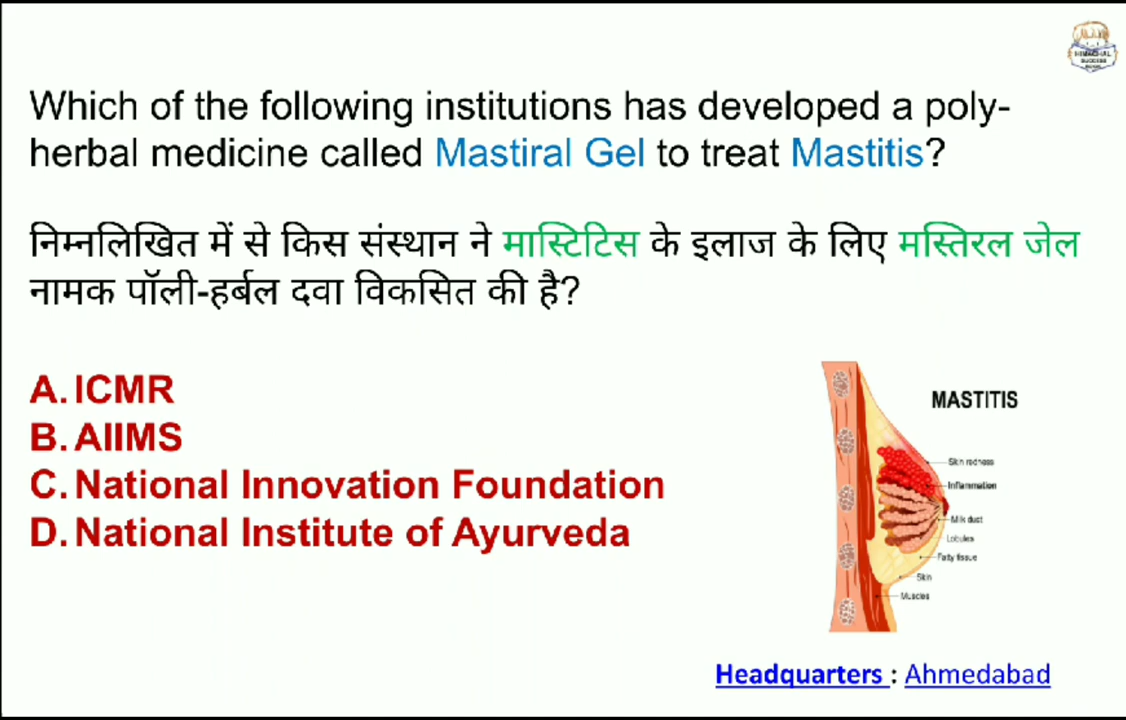 HIMACHAL
SUCCESS
Which of the following institutions has developed a poly-
herbal medicine called Mastiral Gel to treat Mastitis?
निम्नलिखित में से किस संस्थान ने मास्टिटिस के इलाज के लिए मस्तिरल जेल
नामक पॉली-हर्बल दवा विकसित की है?
A. ICMR
B. AIIMS
C. National Innovation Foundation
D. National Institute of Ayurveda
MASTITIS
Skin redness
Inflammation
Milk duct
Lobules
Fatty tissue
Skin
Muscles
Headquarters : Ahmedabad